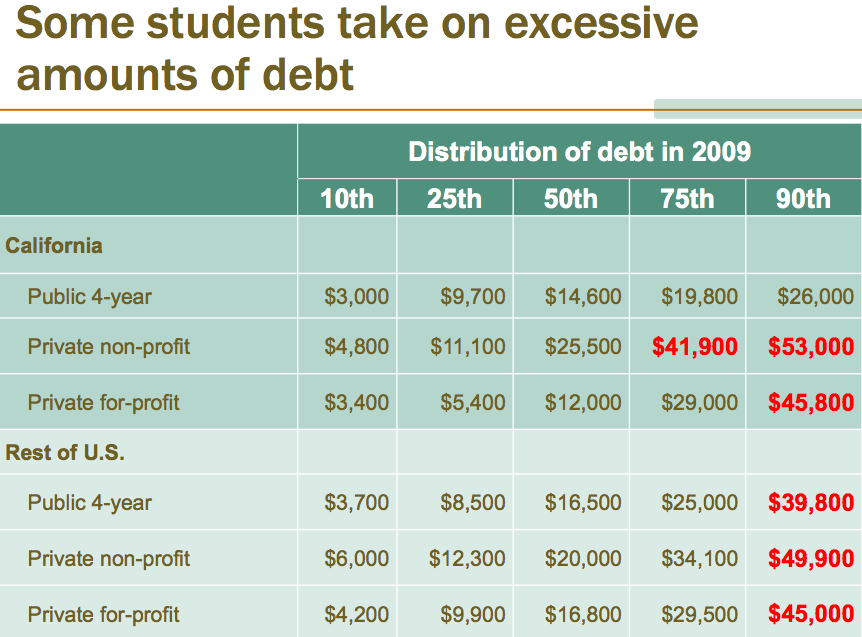 Some students take on excessive
amounts of debt
Distribution of debt in 2009
10th 25th 50th 75th 90th
California
Public 4-year $3,000 $9,700 $14,600 $19,800 $26,000
Private non-profit $4,800 $11,100 $25,500 $41,900 $53,000
Private for-profit $3,400 $5,400 $12,000 $29,000 $45,800
Rest of U.S.
Public 4-year $3,700 $8,500 $16,500 $25,000 $39,800
Private non-profit $6,000 $12,300 $20,000 $34,100 $49,900
Private for-profit $4,200 $9,900 $16,800 $29,500 $45,000